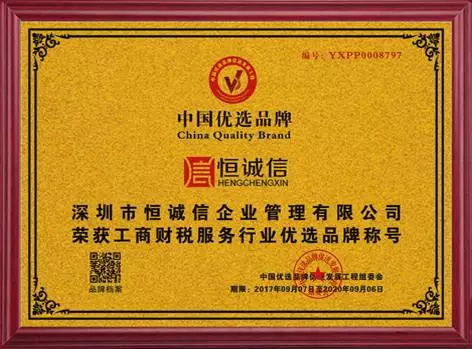 编号：YXPP0008797
中国优选品牌
China Quality Brand
恒诚信
HENGCHENGXIN
深圳市恒诚信企业管理有限公司
荣获工商财税服务行业优选品牌称号
品牌档案
中国优选品牌促进发展工程组委会
期限：2017年09月07日至2020年09月06日